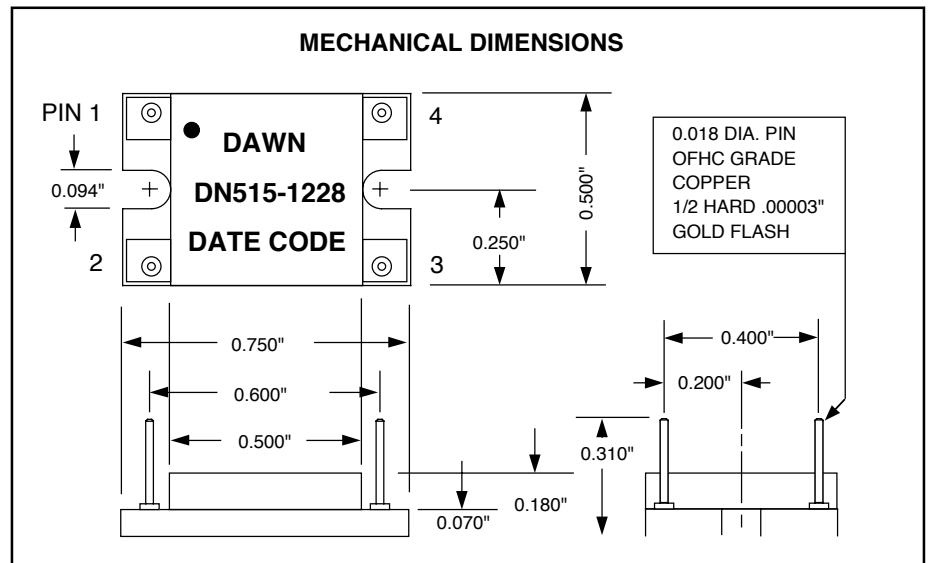 MECHANICAL DIMENSIONS
PIN 1
4
DAWN
0.018 DIA. PIN
OFHC GRADE
COPPER
1/2 HARD .00003"
GOLD FLASH
0.094"
DN515-1228
0.500"
0.250"
DATE CODE
2
3
0.750"
0.400"
0.600"
0.200"
0.500"
0.310"
0.180"
0.070"